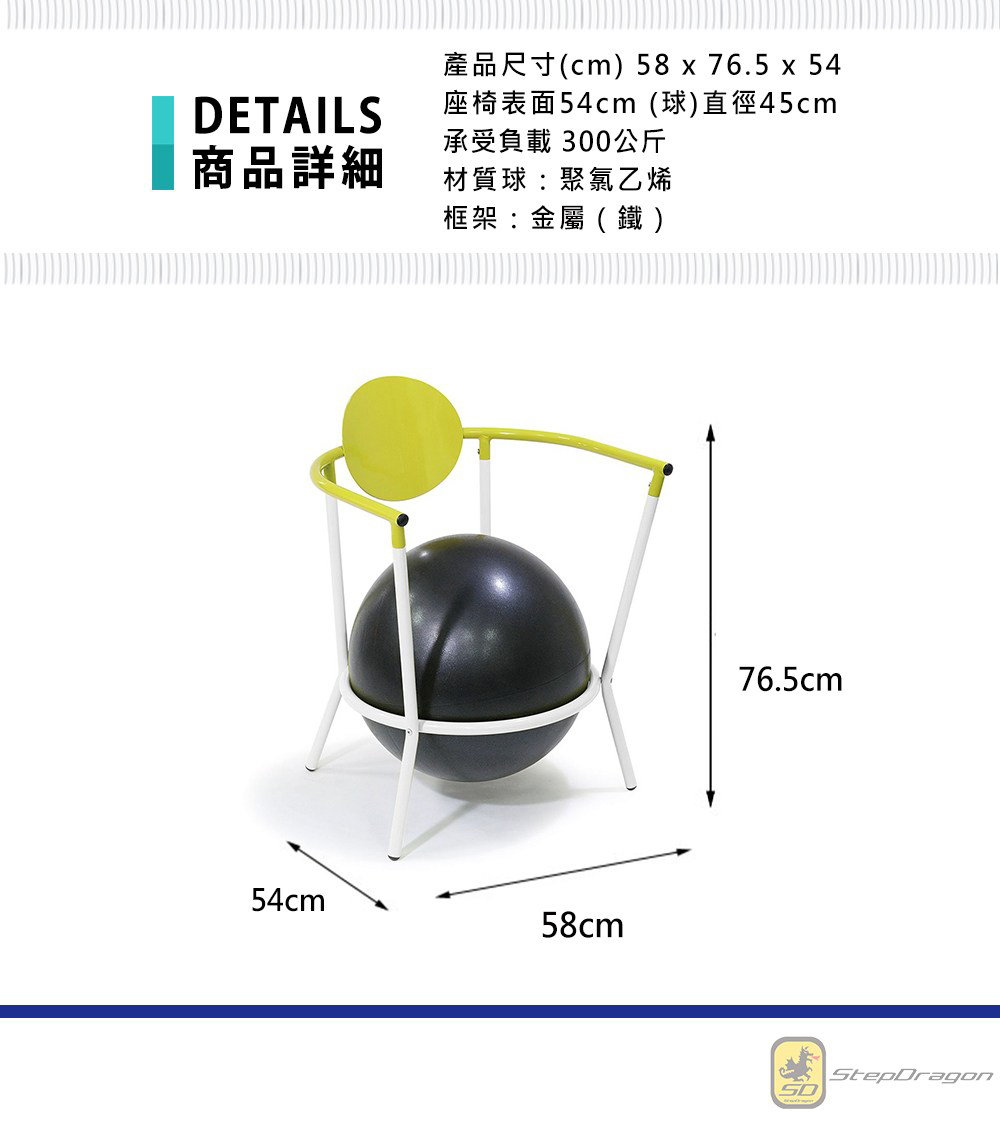 DETAILS
商品詳細
產品尺寸(cm) 58 x 76.5 x 54
座椅表面54cm (球)直徑45cm
承受負載 300公斤
材質球：聚氯乙烯
框架：金屬（鐵）
76.5cm
54cm
58cm
SD
StepDragon
StepDragon